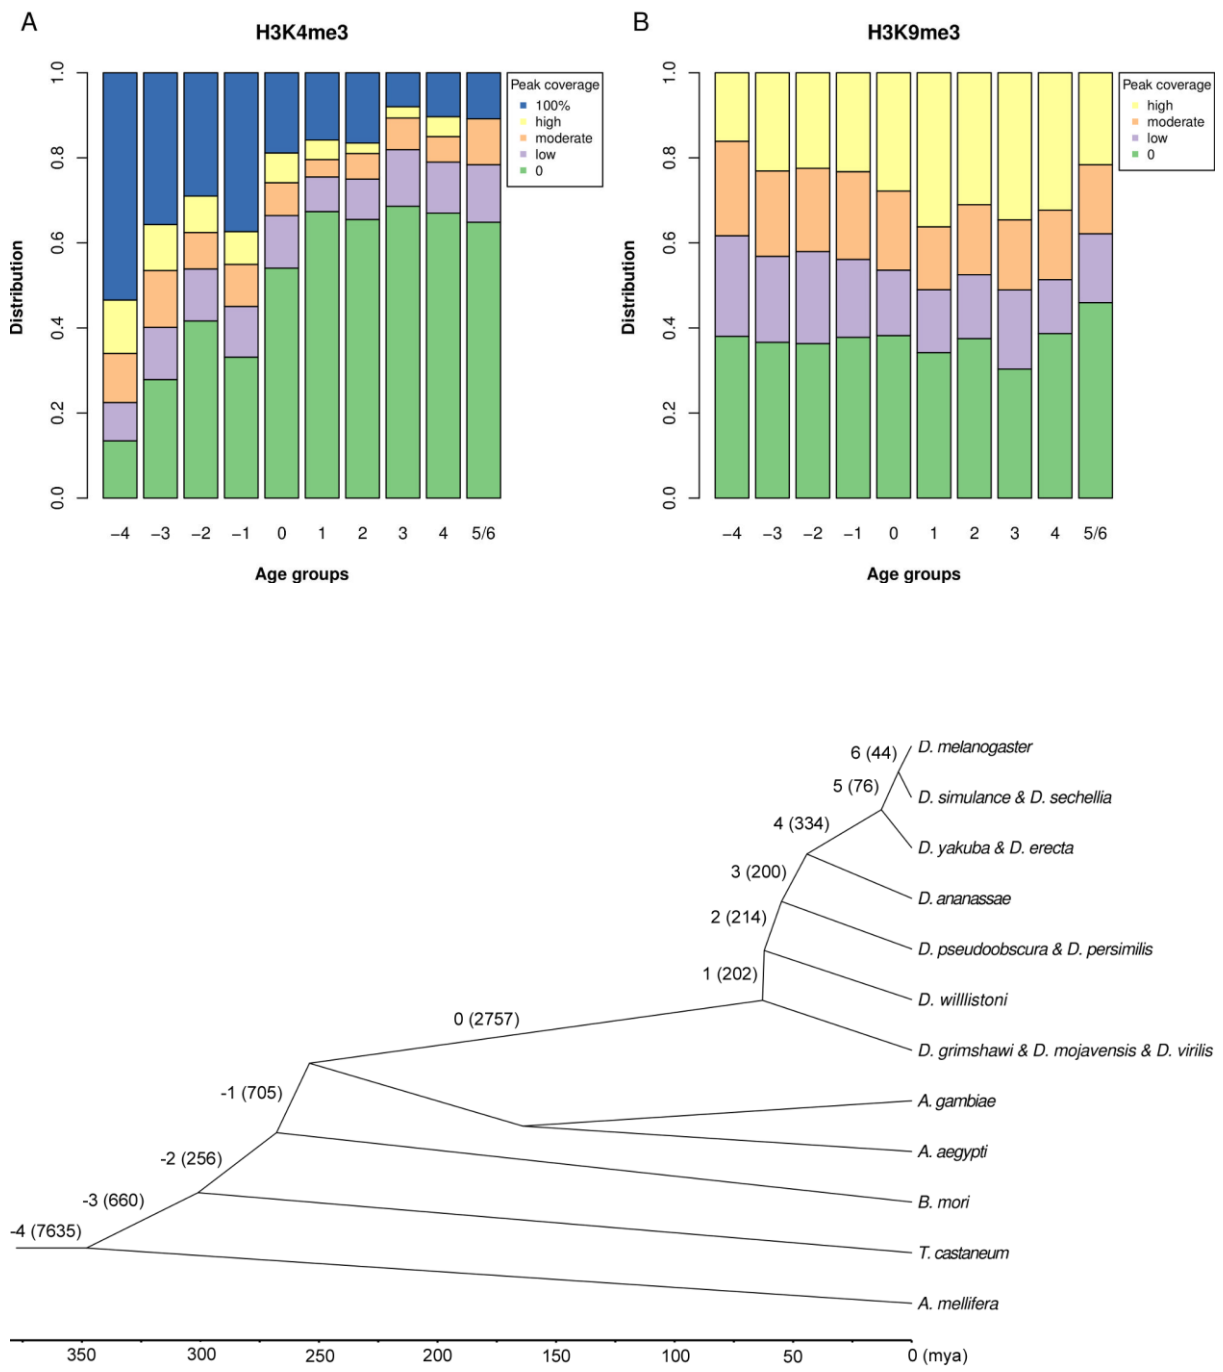 A
H3K4me3
Distribution
0.0 0.2 0.4 0.6 0.8 1.0
Peak coverage
100%
high
moderate
low
0
−4 −3 −2 −1 0 1 2 3 4 5/6
Age groups
B
H3K9me3
Distribution
0.0 0.2 0.4 0.6 0.8 1.0
Peak coverage
high
moderate
low
0
−4 −3 −2 −1 0 1 2 3 4 5/6
Age groups
6 (44)
D. melanogaster
5 (76)
D. simulance & D. sechellia
4 (334)
D. yakuba & D. erecta
3 (200)
D. ananassae
2 (214)
D. pseudoobscura & D. persimilis
1 (202)
D. willlistoni
0 (2757)
D. grimshawi & D. mojavensis & D. virilis
-1 (705)
A. gambiae
-2 (256)
A. aegypti
-3 (660)
B. mori
-4 (7635)
T. castaneum
A. mellifera
350 300 250 200 150 100 50 0 (mya)